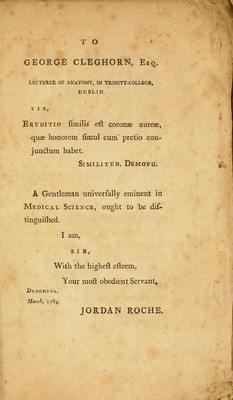 TO
GEORGE CLEGHORN, ESQ.
LECTURER OF ANATOMY, IN TRINITY-COLLEGE,
DUBLIN.
SIR,
ERUDITIO ſimilis eſt coronæ aureæ,
quæ honorem ſimul cum pretio con-
junctum habet.
SIMILITUD. DEMOPH.
A Gentleman univerſally eminent in
MEDICAL SCIENCE, ought to be diſ-
tinguiſhed.
I am,
SIR,
With the higheſt eſteem,
Your moſt obedient Servant,
DROGHEDA,
March, 1784.
JORDAN ROCHE.